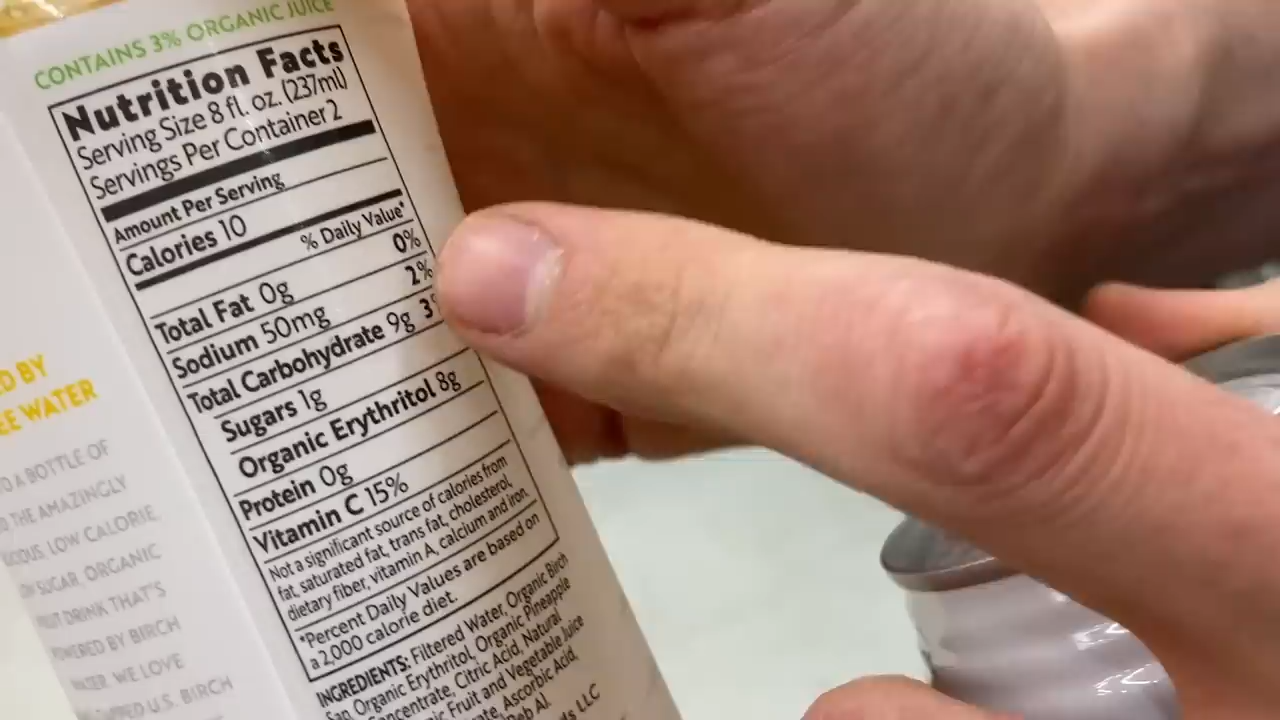 CONTAINS 3% ORGANIC JUICE
Nutrition Facts
Serving Size 8 fl. oz. (237ml)
Servings Per Container 2
Amount Per Serving
Calories 10
% Daily Value*
Total Fat 0g 0%
Sodium 50mg 2%
Total Carbohydrate 9g 3
Sugars 1g
Organic Erythritol 8g
Protein 0g
Vitamin C 15%
Not a significant source of calories from
fat, saturated fat, trans fat, cholesterol,
dietary fiber, vitamin A, calcium and iron.
*Percent Daily Values are based on
a 2,000 calorie diet.
INGREDIENTS: Filtered Water, Organic Birch
Sap, Organic Erythritol, Organic Pineapple
Concentrate, Citric Acid, Natural
Fruit and Vegetable Juice
Ascorbic Acid,
LLC
BY
WATER
A BOTTLE OF
THE AMAZINGLY
LOW CALORIE,
SUGAR, ORGANIC
DRINK THAT'S
POWERED BY BIRCH
WATER. WE LOVE
U.S. BIRCH